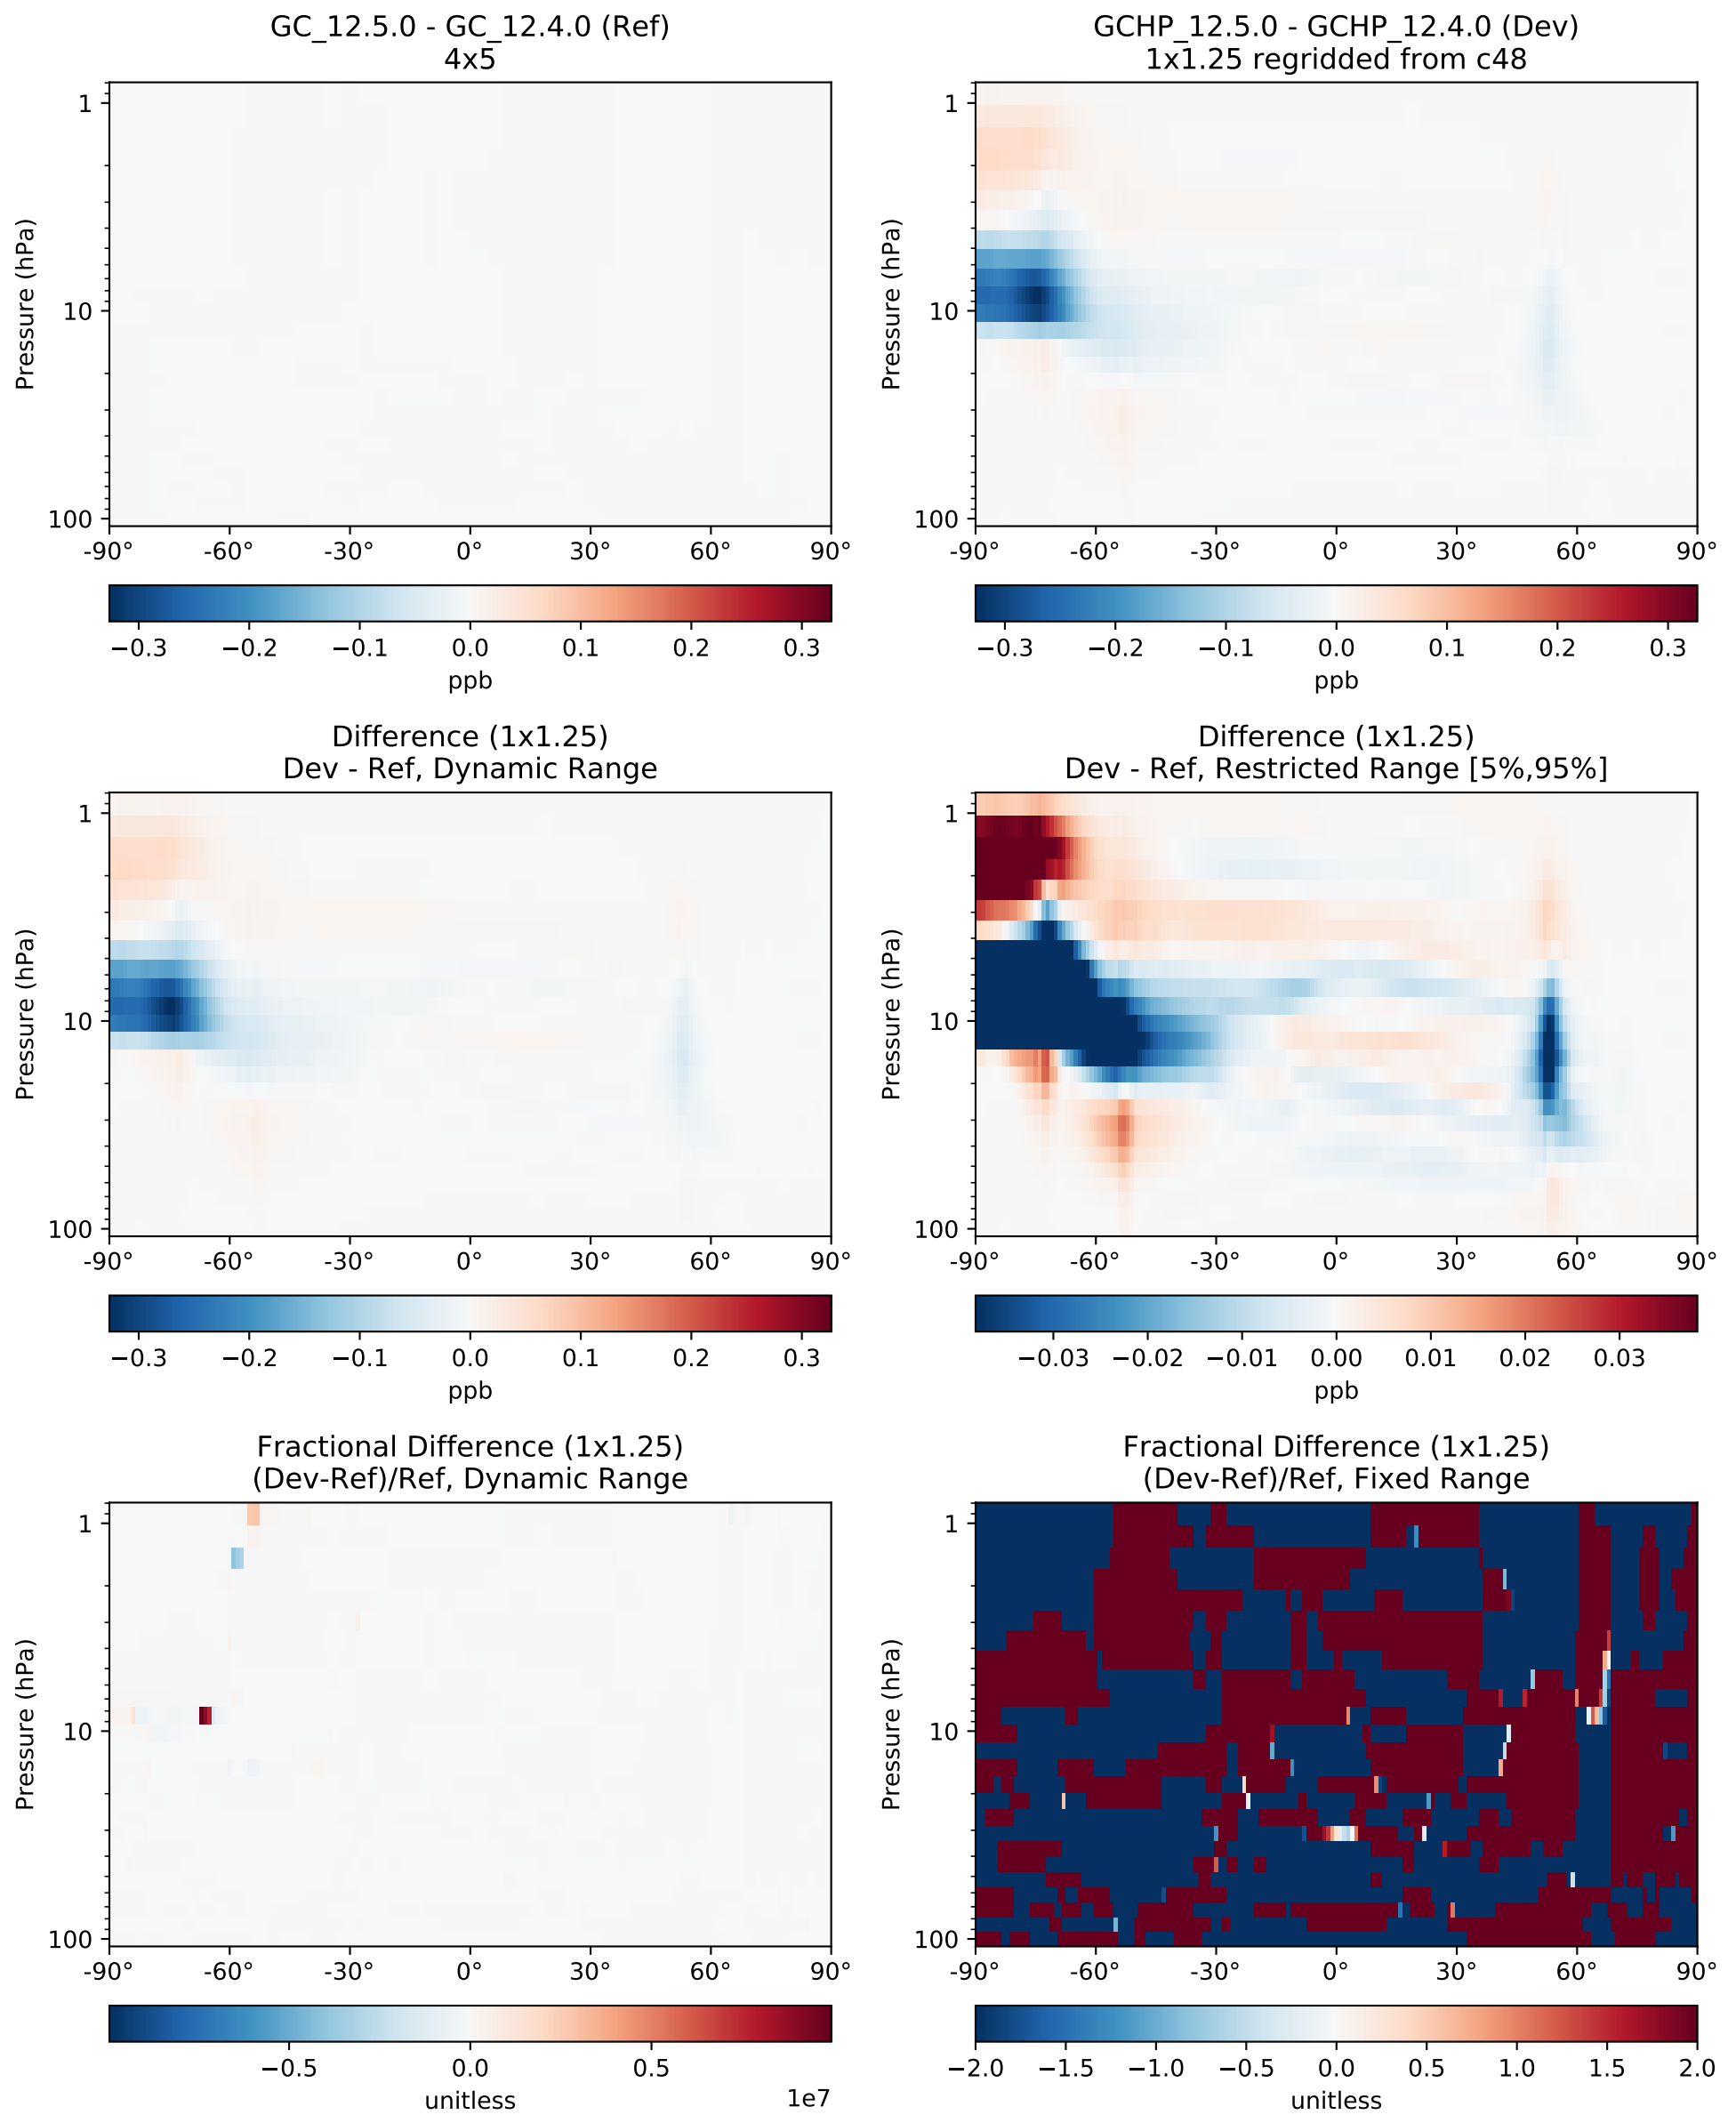 GC_12.5.0 - GC_12.4.0 (Ref)
4x5
Pressure (hPa)
1
10
100
-90° -60° -30° 0° 30° 60° 90°
−0.3 −0.2 −0.1 0.0 0.1 0.2 0.3
ppb
GCHP_12.5.0 - GCHP_12.4.0 (Dev)
1x1.25 regridded from c48
Pressure (hPa)
1
10
100
-90° -60° -30° 0° 30° 60° 90°
−0.3 −0.2 −0.1 0.0 0.1 0.2 0.3
ppb
Difference (1x1.25)
Dev - Ref, Dynamic Range
Pressure (hPa)
1
10
100
-90° -60° -30° 0° 30° 60° 90°
−0.3 −0.2 −0.1 0.0 0.1 0.2 0.3
ppb
Difference (1x1.25)
Dev - Ref, Restricted Range [5%,95%]
Pressure (hPa)
1
10
100
-90° -60° -30° 0° 30° 60° 90°
−0.03 −0.02 −0.01 0.00 0.01 0.02 0.03
ppb
Fractional Difference (1x1.25)
(Dev-Ref)/Ref, Dynamic Range
Pressure (hPa)
1
10
100
-90° -60° -30° 0° 30° 60° 90°
−0.5 0.0 0.5
unitless
1e7
Fractional Difference (1x1.25)
(Dev-Ref)/Ref, Fixed Range
Pressure (hPa)
1
10
100
-90° -60° -30° 0° 30° 60° 90°
−2.0 −1.5 −1.0 −0.5 0.0 0.5 1.0 1.5 2.0
unitless